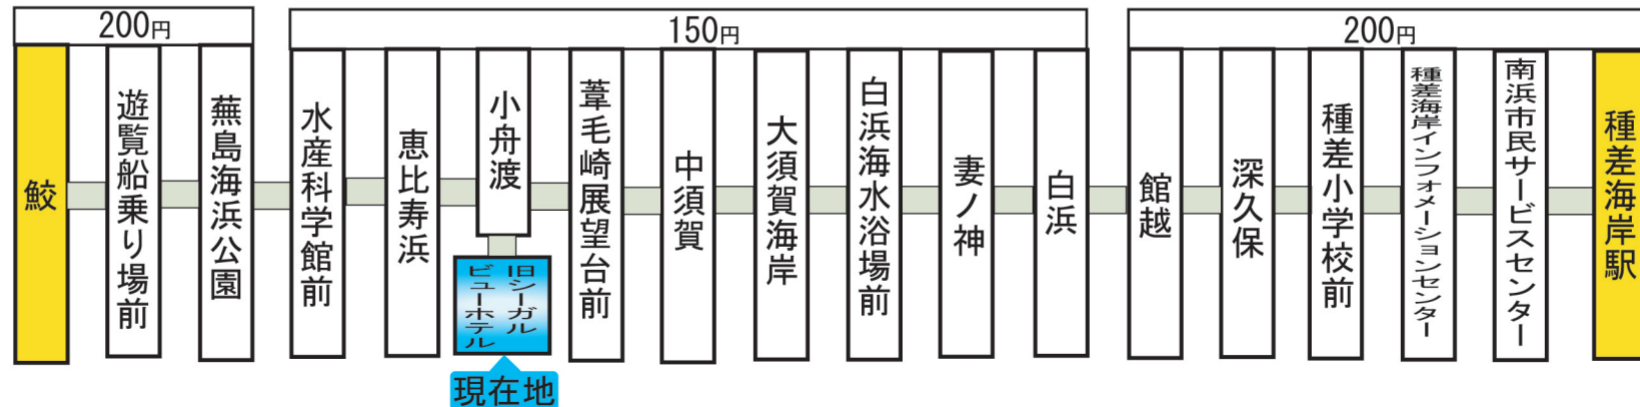 200円
150円
200円
鮫
遊覧船乗り場前
蕪島海浜公園
水産科学館前
恵比寿浜
小舟渡
旧シーガル
ビューホテル
現在地
葦毛崎展望台前
中須賀
大須賀海岸
白浜海水浴場前
妻ノ神
白浜
館越
深久保
種差小学校前
種差海岸インフォメーションセンター
南浜市民サービスセンター
種差海岸駅